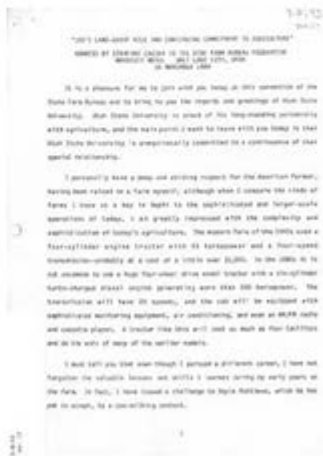 "USU'S LAND-GRANT ROLE AND CONTINUING COMMITMENT TO AGRICULTURE"
ADDRESS BY STANFORD CAZIER TO THE UTAH FARM BUREAU FEDERATION
MARRIOTT HOTEL SALT LAKE CITY, UTAH
NOVEMBER
It is a pleasure for me to join with you today at this convention of the
State Farm Bureau and to bring to you the regards and greetings of Utah State
University. Utah State University is proud of its long-standing partnership
with agriculture, and the main point I want to leave with you today is that
Utah State University is unequivocally committed to a continuance of that
special relationship.
I personally have a deep and abiding respect for the American farmer,
having been raised on a farm myself, although when I compare the kinds of
farms I knew as a boy in to the sophisticated and larger-scale
operations of today, I am greatly impressed with the complexity and
sophistication of today's agriculture. The modern farm of the used a
four-cylinder engine tractor with horsepower and a four-speed
transmission—probably at a cost of a little over In the 1980s it is
not uncommon to see a huge four-wheel drive diesel tractor with a six-cylinder
turbo-charged diesel engine generating more than 300 horsepower. The
transmission will have speeds, and the cab will be equipped with
sophisticated monitoring equipment, air conditioning, and even an AM/FM radio
and cassette player. A tractor like this will cost as much as four
and do the work of many of the earlier models.
I must tell you that even though I pursued a different career, I have not
forgotten the valuable lessons and skills I learned during my early years on
the farm. In fact, I have issued a challenge to which he has
yet to accept, to a cow-milking contest.